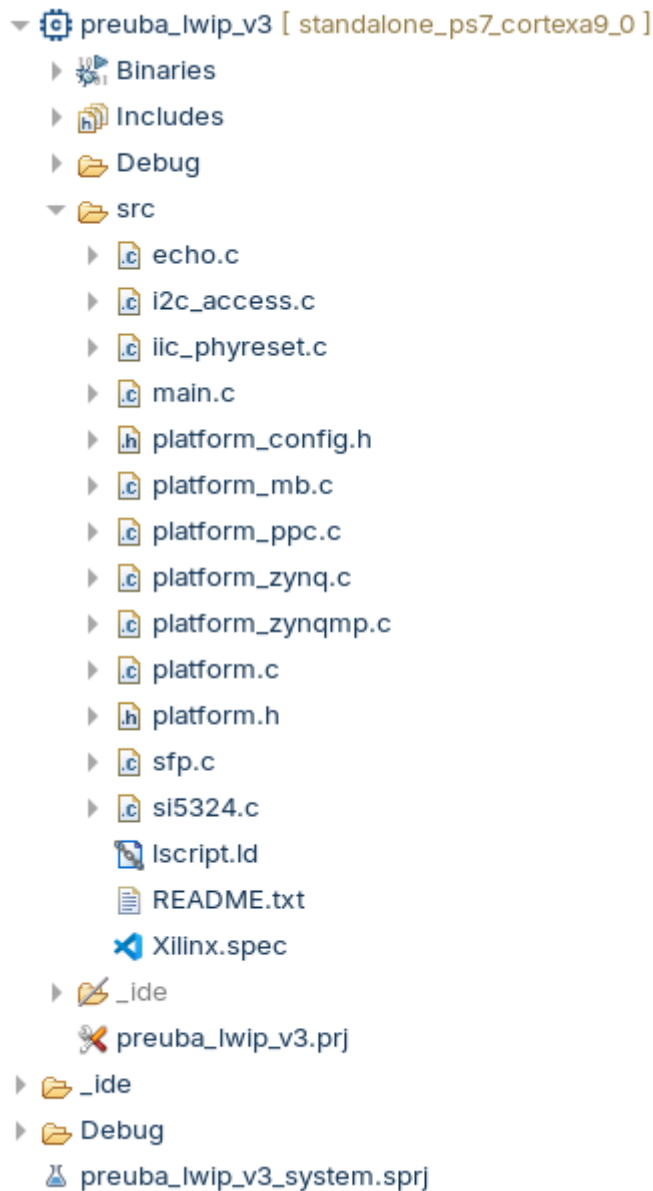 preuba_lwip_v3 [ standalone_ps7_cortexa9_0 ]
Binaries
Includes
Debug
src
echo.c
i2c_access.c
iic_phyreset.c
main.c
platform_config.h
platform_mb.c
platform_ppc.c
platform_zynq.c
platform_zynqmp.c
platform.c
platform.h
sfp.c
si5324.c
lscript.ld
README.txt
Xilinx.spec
_ide
preuba_lwip_v3.prj
_ide
Debug
preuba_lwip_v3_system.sprj